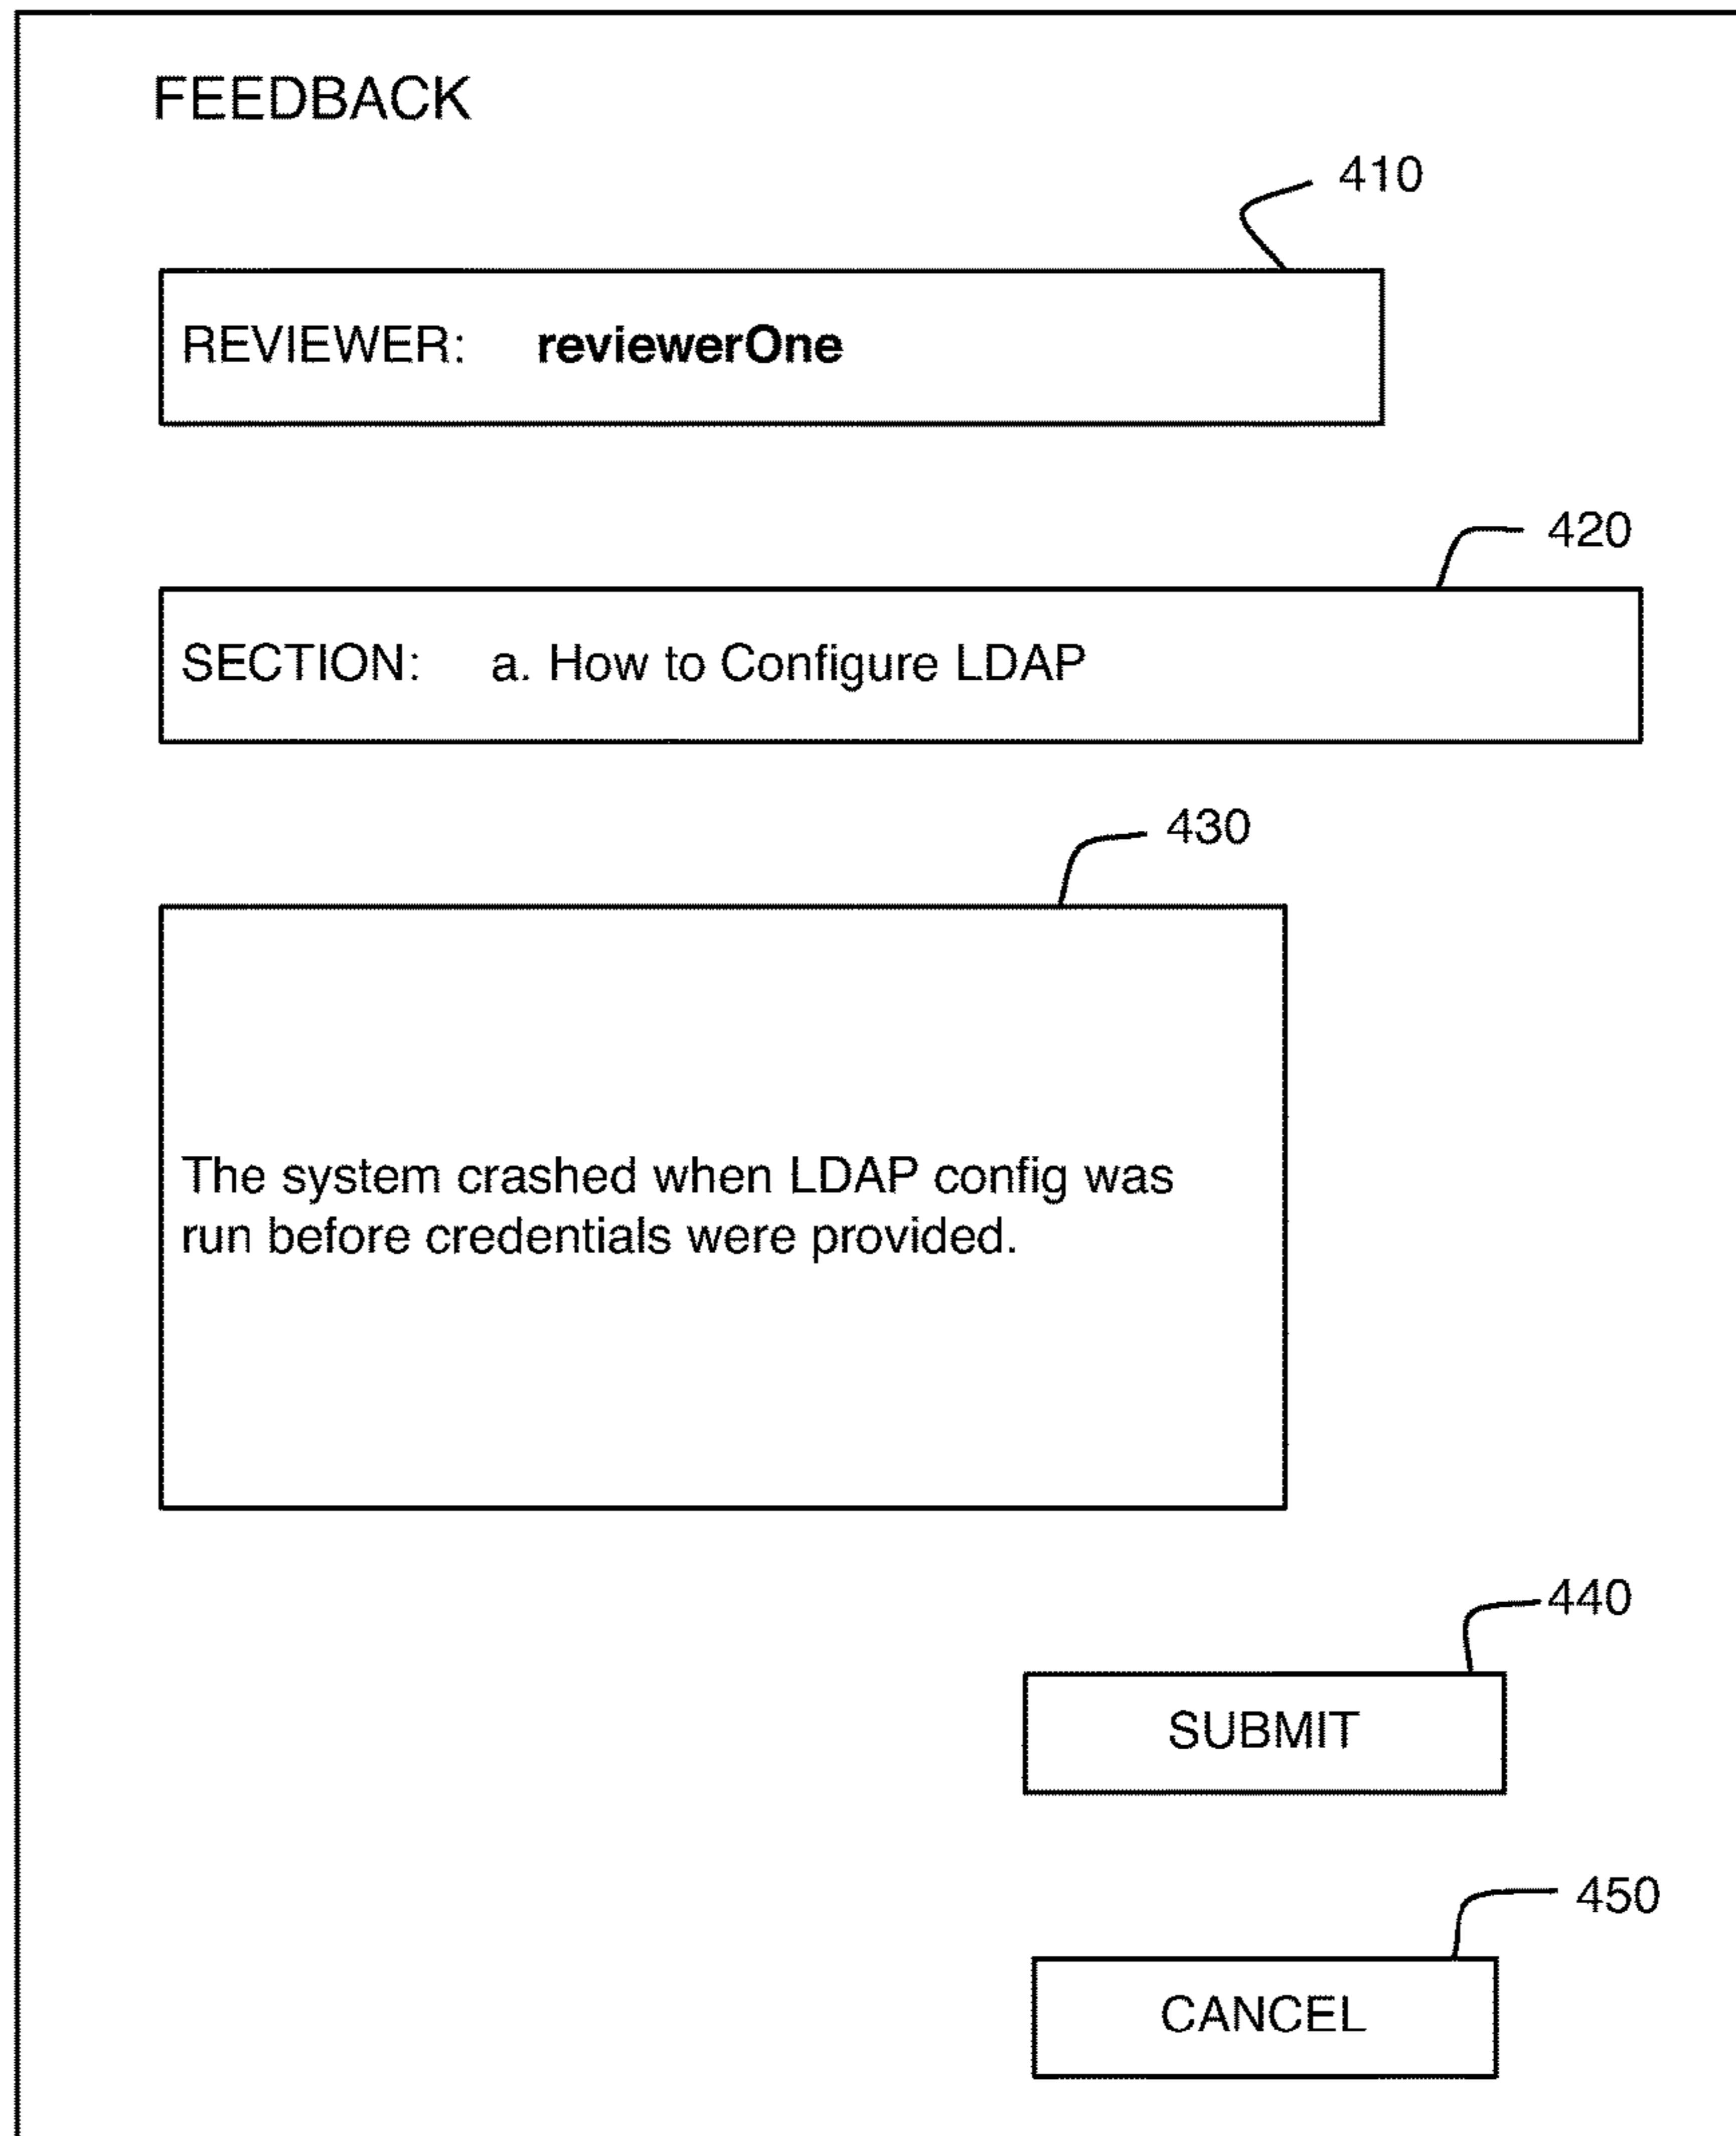 FEEDBACK
410
REVIEWER: reviewerOne
420
SECTION: a. How to Configure LDAP
430
The system crashed when LDAP config was
run before credentials were provided.
440
SUBMIT
450
CANCEL